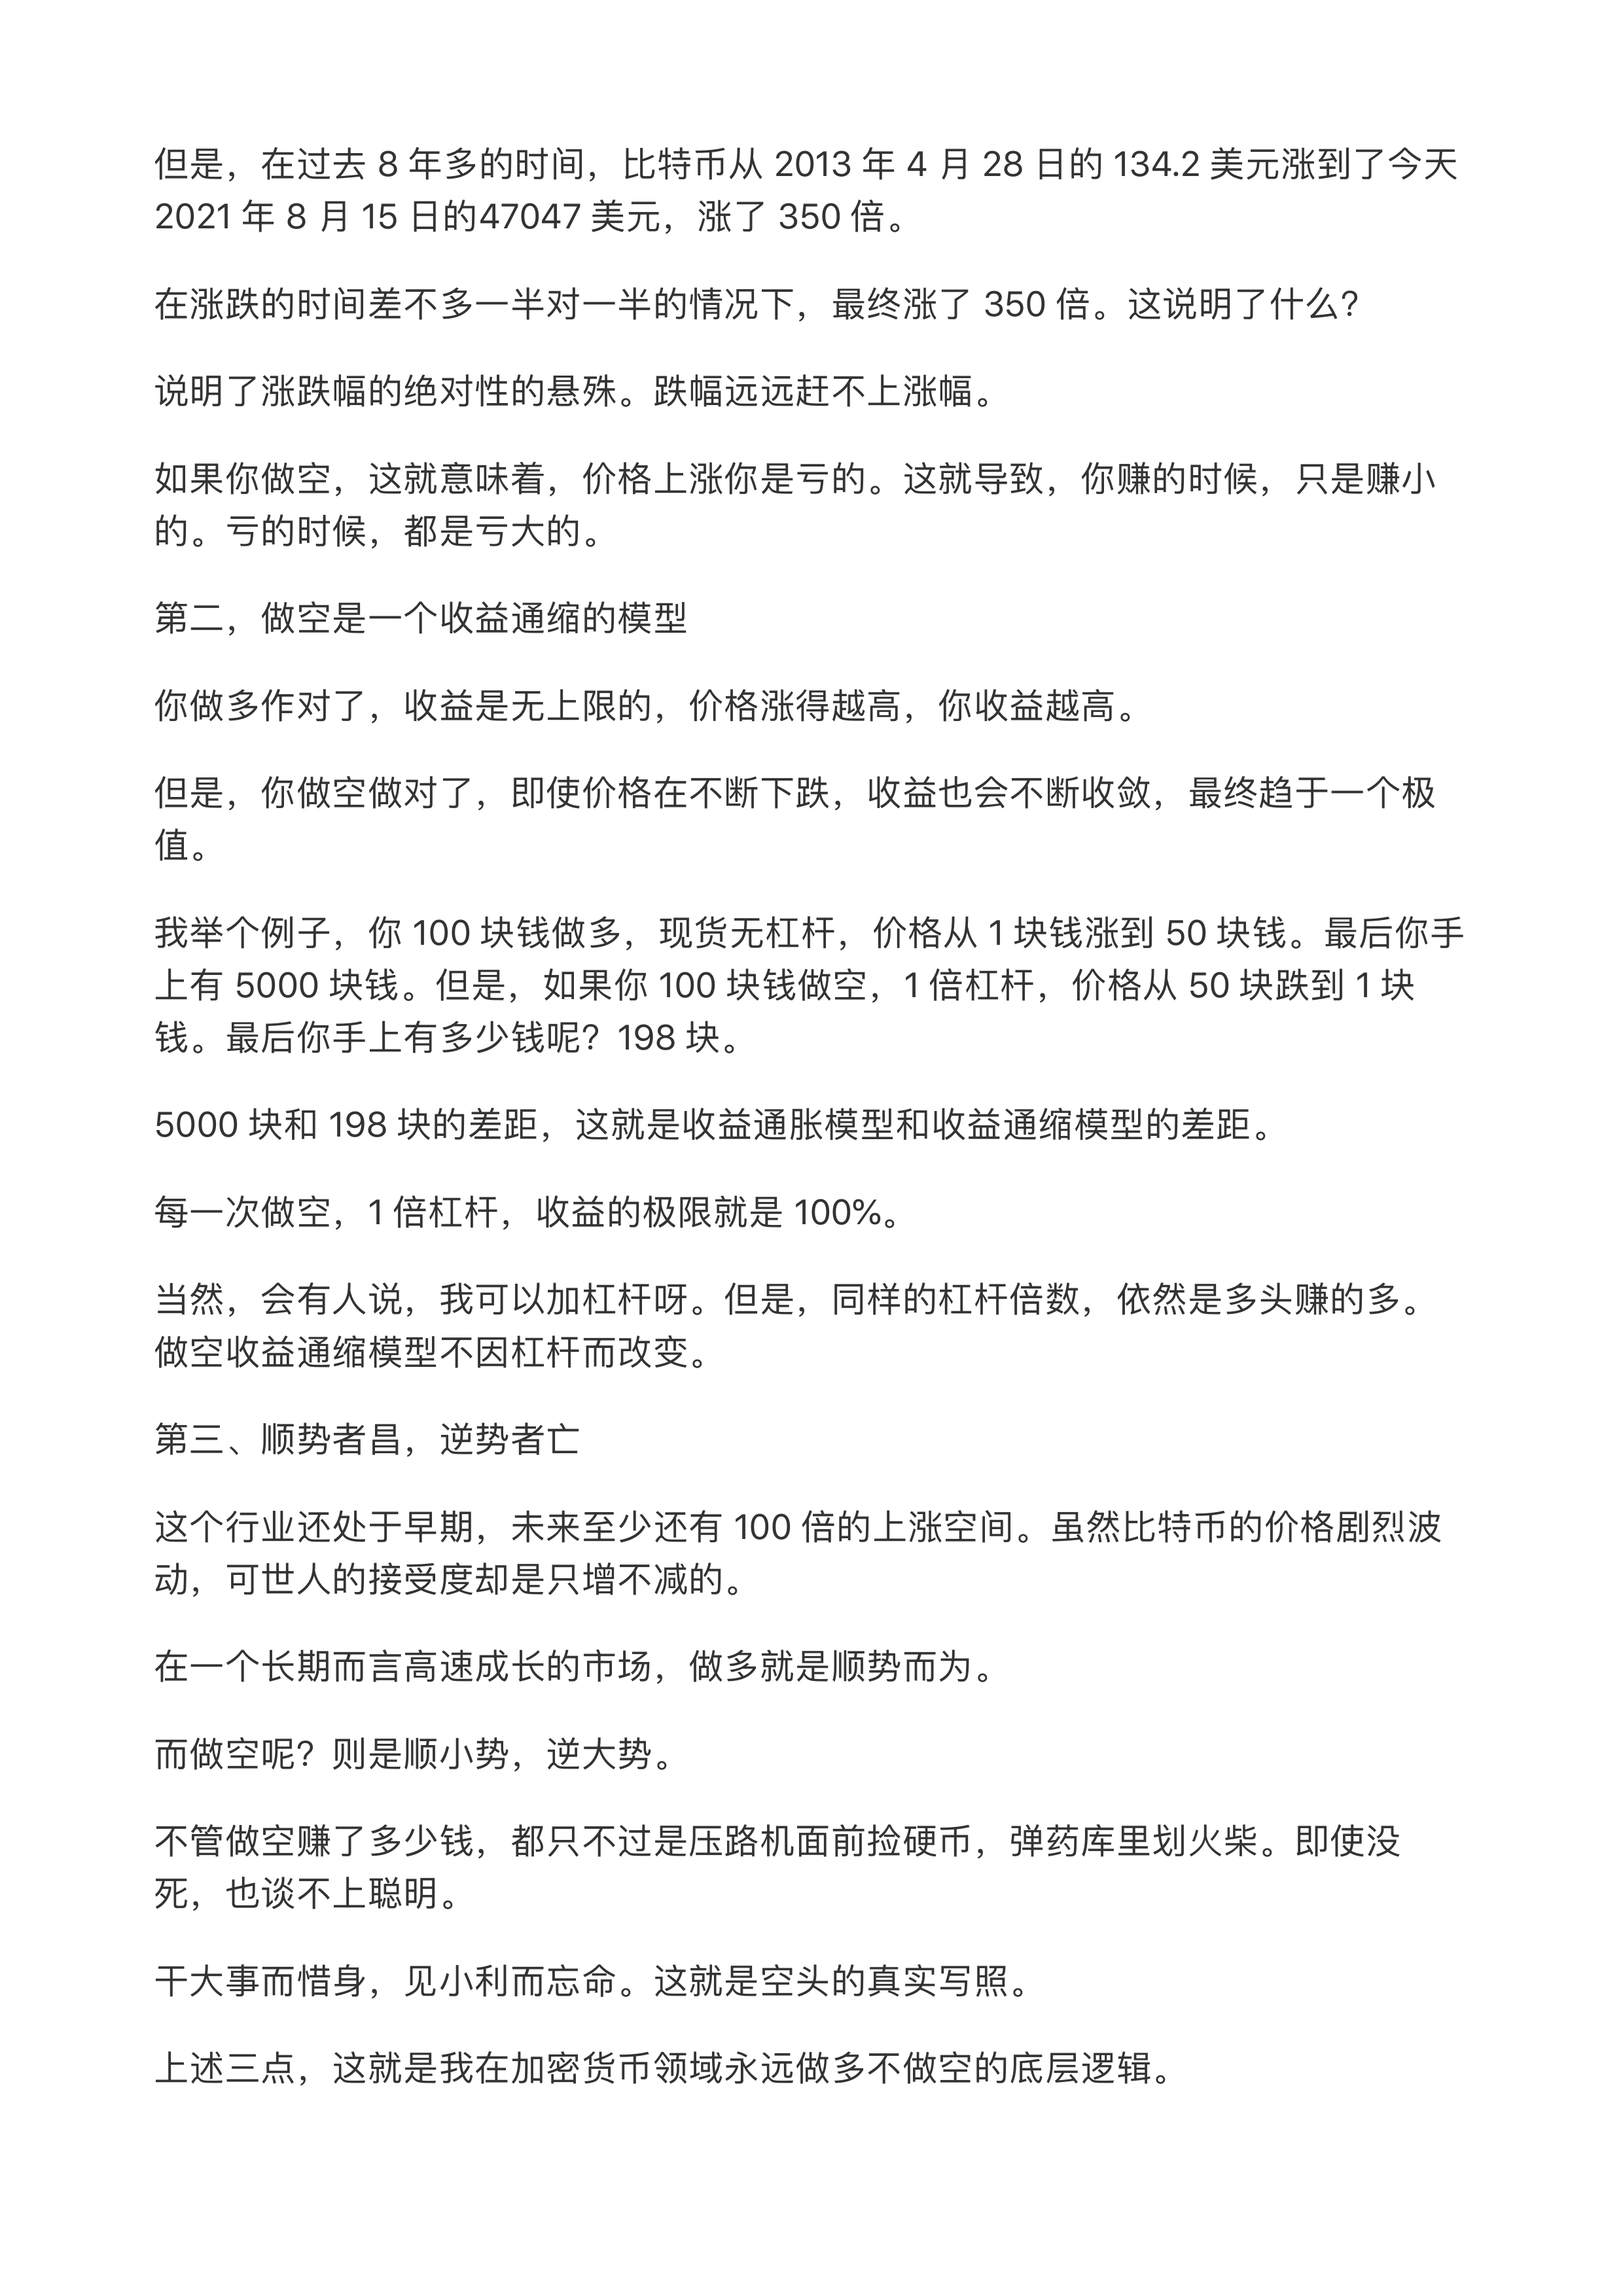 但是，在过去 8 年多的时间，比特币从 2013 年 4 月 28 日的 134.2 美元涨到了今天
2021 年 8 月 15 日的47047 美元，涨了 350 倍。
在涨跌的时间差不多一半对一半的情况下，最终涨了 350 倍。这说明了什么？
说明了涨跌幅的绝对性的悬殊。跌幅远远赶不上涨幅。
如果你做空，这就意味着，价格上涨你是亏的。这就导致，你赚的时候，只是赚小
的。亏的时候，都是亏大的。
第二，做空是一个收益通缩的模型
你做多作对了，收益是无上限的，价格涨得越高，你收益越高。
但是，你做空做对了，即使价格在不断下跌，收益也会不断收敛，最终趋于一个极
值。
我举个例子，你 100 块钱做多，现货无杠杆，价格从 1 块钱涨到 50 块钱。最后你手
上有 5000 块钱。但是，如果你 100 块钱做空，1 倍杠杆，价格从 50 块跌到 1 块
钱。最后你手上有多少钱呢？198 块。
5000 块和 198 块的差距，这就是收益通胀模型和收益通缩模型的差距。
每一次做空，1 倍杠杆，收益的极限就是 100%。
当然，会有人说，我可以加杠杆呀。但是，同样的杠杆倍数，依然是多头赚的多。
做空收益通缩模型不因杠杆而改变。
第三、顺势者昌，逆势者亡
这个行业还处于早期，未来至少还有 100 倍的上涨空间。虽然比特币的价格剧烈波
动，可世人的接受度却是只增不减的。
在一个长期而言高速成长的市场，做多就是顺势而为。
而做空呢？则是顺小势，逆大势。
不管做空赚了多少钱，都只不过是压路机面前捡硬币，弹药库里划火柴。即使没
死，也谈不上聪明。
干大事而惜身，见小利而忘命。这就是空头的真实写照。
上述三点，这就是我在加密货币领域永远做多不做空的底层逻辑。